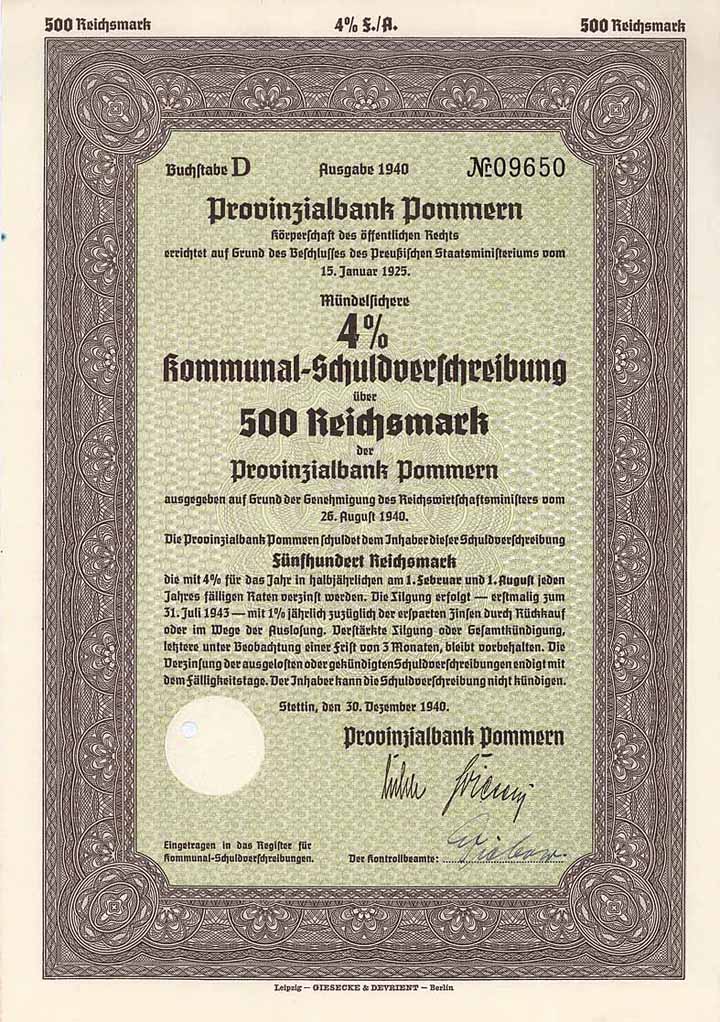 500 Reichsmark 4% F./A. 500 Reichsmark
Buchstabe D Ausgabe 1940 № 09650
Provinzialbank Pommern
Körperschaft des öffentlichen Rechts
errichtet auf Grund des Beschlusses des Preußischen Staatsministeriums vom
15. Januar 1925.
Mündelsichere
4%
Kommunal-Schuldverschreibung
über
500 Reichsmark
der
Provinzialbank Pommern
ausgegeben auf Grund der Genehmigung des Reichswirtschaftsministers vom
26. August 1940.
Die Provinzialbank Pommern schuldet dem Inhaber dieser Schuldverschreibung
Fünfhundert Reichsmark
die mit 4% für das Jahr in halbjährlichen am 1. Februar und 1. August jeden
Jahres fälligen Raten verzinst werden. Die Tilgung erfolgt — erstmalig zum
31. Juli 1943 — mit 1% jährlich zuzüglich der ersparten Zinsen durch Rückkauf
oder im Wege der Auslosung. Verstärkte Tilgung oder Gesamtkündigung,
letztere unter Beobachtung einer Frist von 3 Monaten, bleibt vorbehalten. Die
Verzinsung der ausgelosten oder gekündigten Schuldverschreibungen endigt mit
dem Fälligkeitstage. Der Inhaber kann die Schuldverschreibung nicht kündigen.
Stettin, den 30. Dezember 1940.
Provinzialbank Pommern
Eingetragen in das Register für
Kommunal-Schuldverschreibungen.
Der Kontrollbeamte:
Leipzig — GIESECKE & DEVRIENT — Berlin